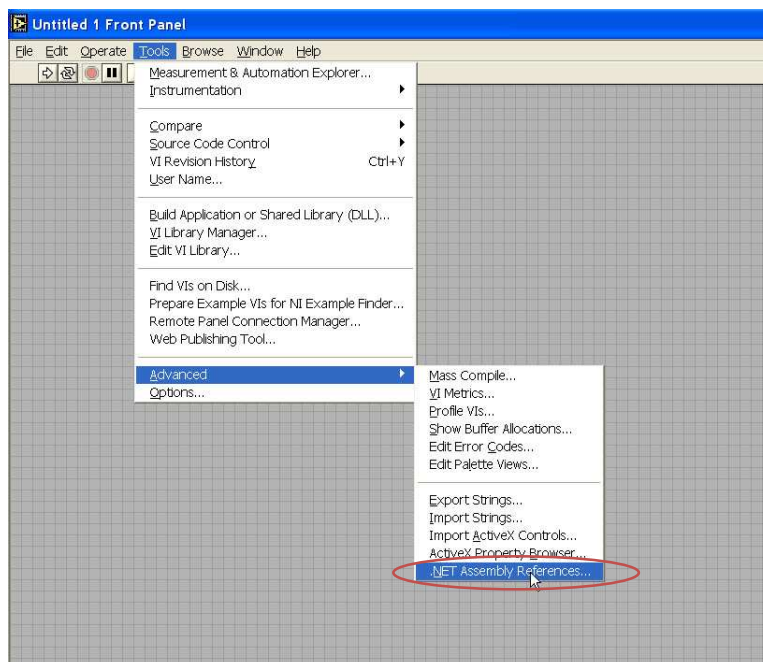 Untitled 1 Front Panel
File Edit Operate Tools Browse Window Help
Measurement & Automation Explorer...
Instrumentation
Compare
Source Code Control
VI Revision History Ctrl+Y
User Name...
Build Application or Shared Library (DLL)...
VI Library Manager...
Edit VI Library...
Find VIs on Disk...
Prepare Example VIs for NI Example Finder...
Remote Panel Connection Manager...
Web Publishing Tool...
Advanced
Options...
Mass Compile...
VI Metrics...
Profile VIs...
Show Buffer Allocations...
Edit Error Codes...
Edit Palette Views...
Export Strings...
Import Strings...
Import ActiveX Controls...
ActiveX Property Browser...
.NET Assembly References...